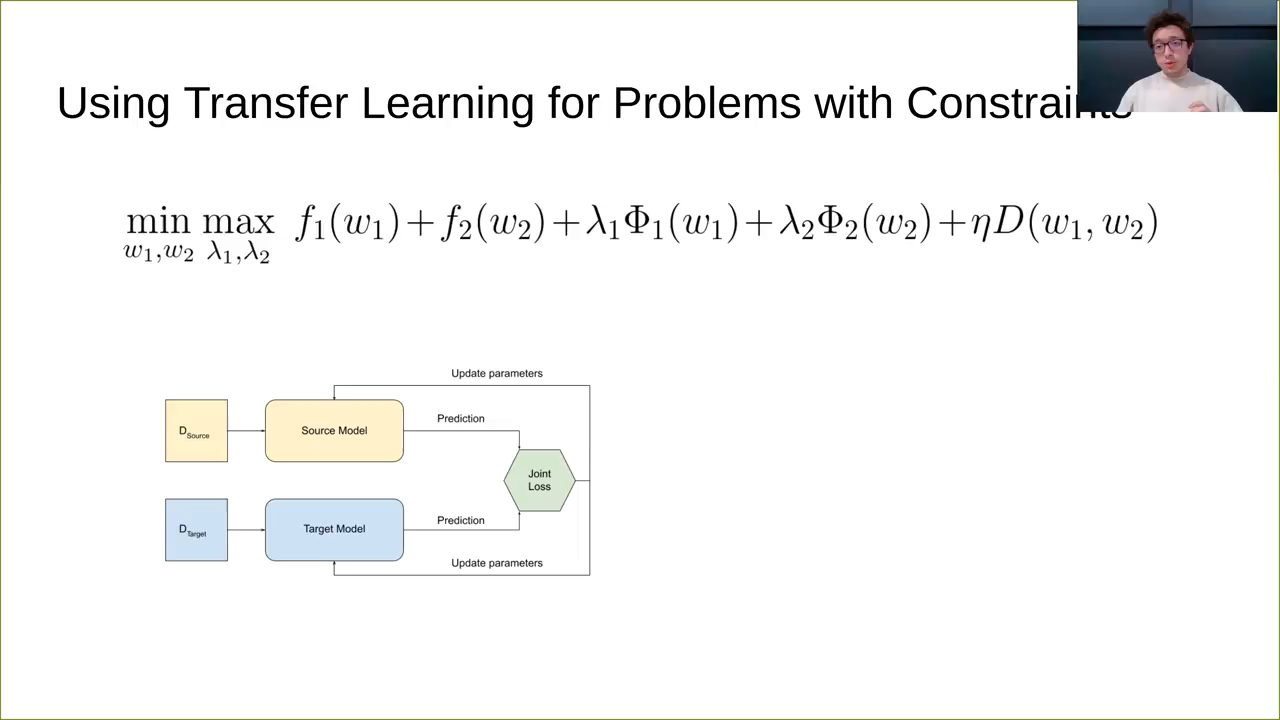 Using Transfer Learning for Problems with Constraints
min max f₁(w₁) + f₂(w₂) + λ₁Φ₁(w₁) + λ₂Φ₂(w₂) + ηD(w₁, w₂)
w₁,w₂ λ₁,λ₂
Update parameters
D_Source
Source Model
Prediction
Joint
Loss
D_Target
Target Model
Prediction
Update parameters